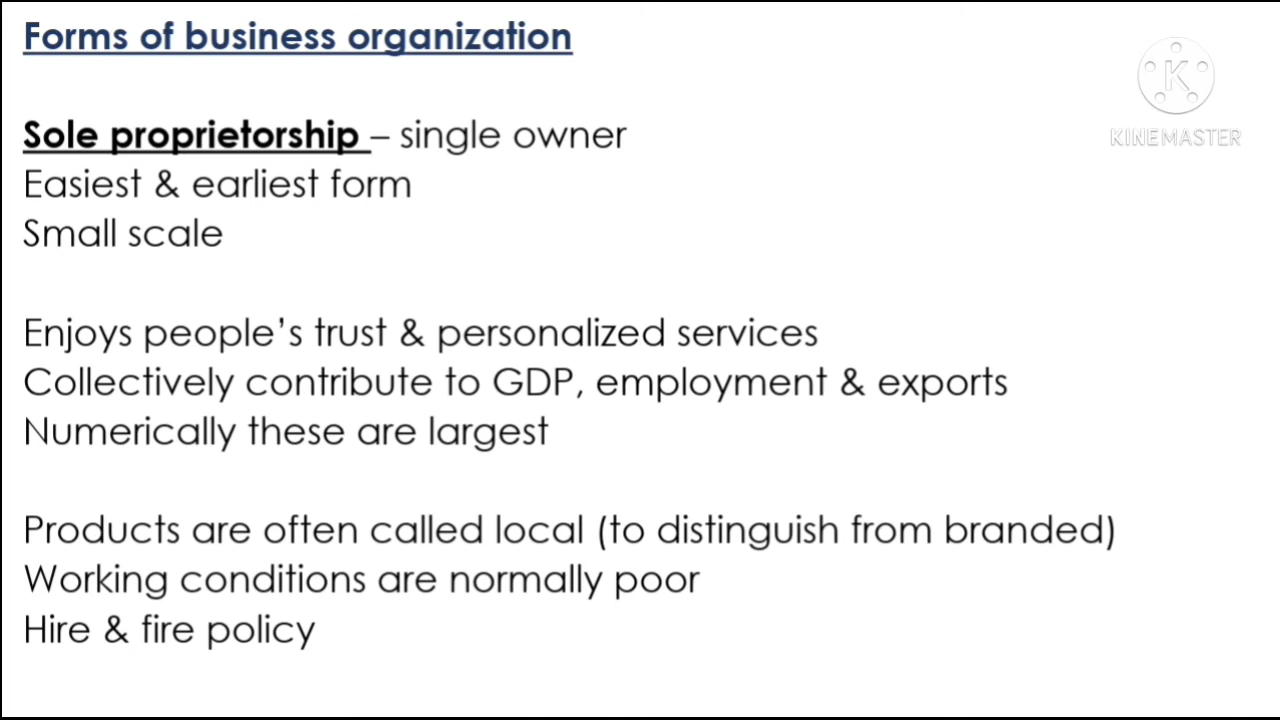 Forms of business organization
K
KINEMASTER
Sole proprietorship – single owner
Easiest & earliest form
Small scale
Enjoys people’s trust & personalized services
Collectively contribute to GDP, employment & exports
Numerically these are largest
Products are often called local (to distinguish from branded)
Working conditions are normally poor
Hire & fire policy